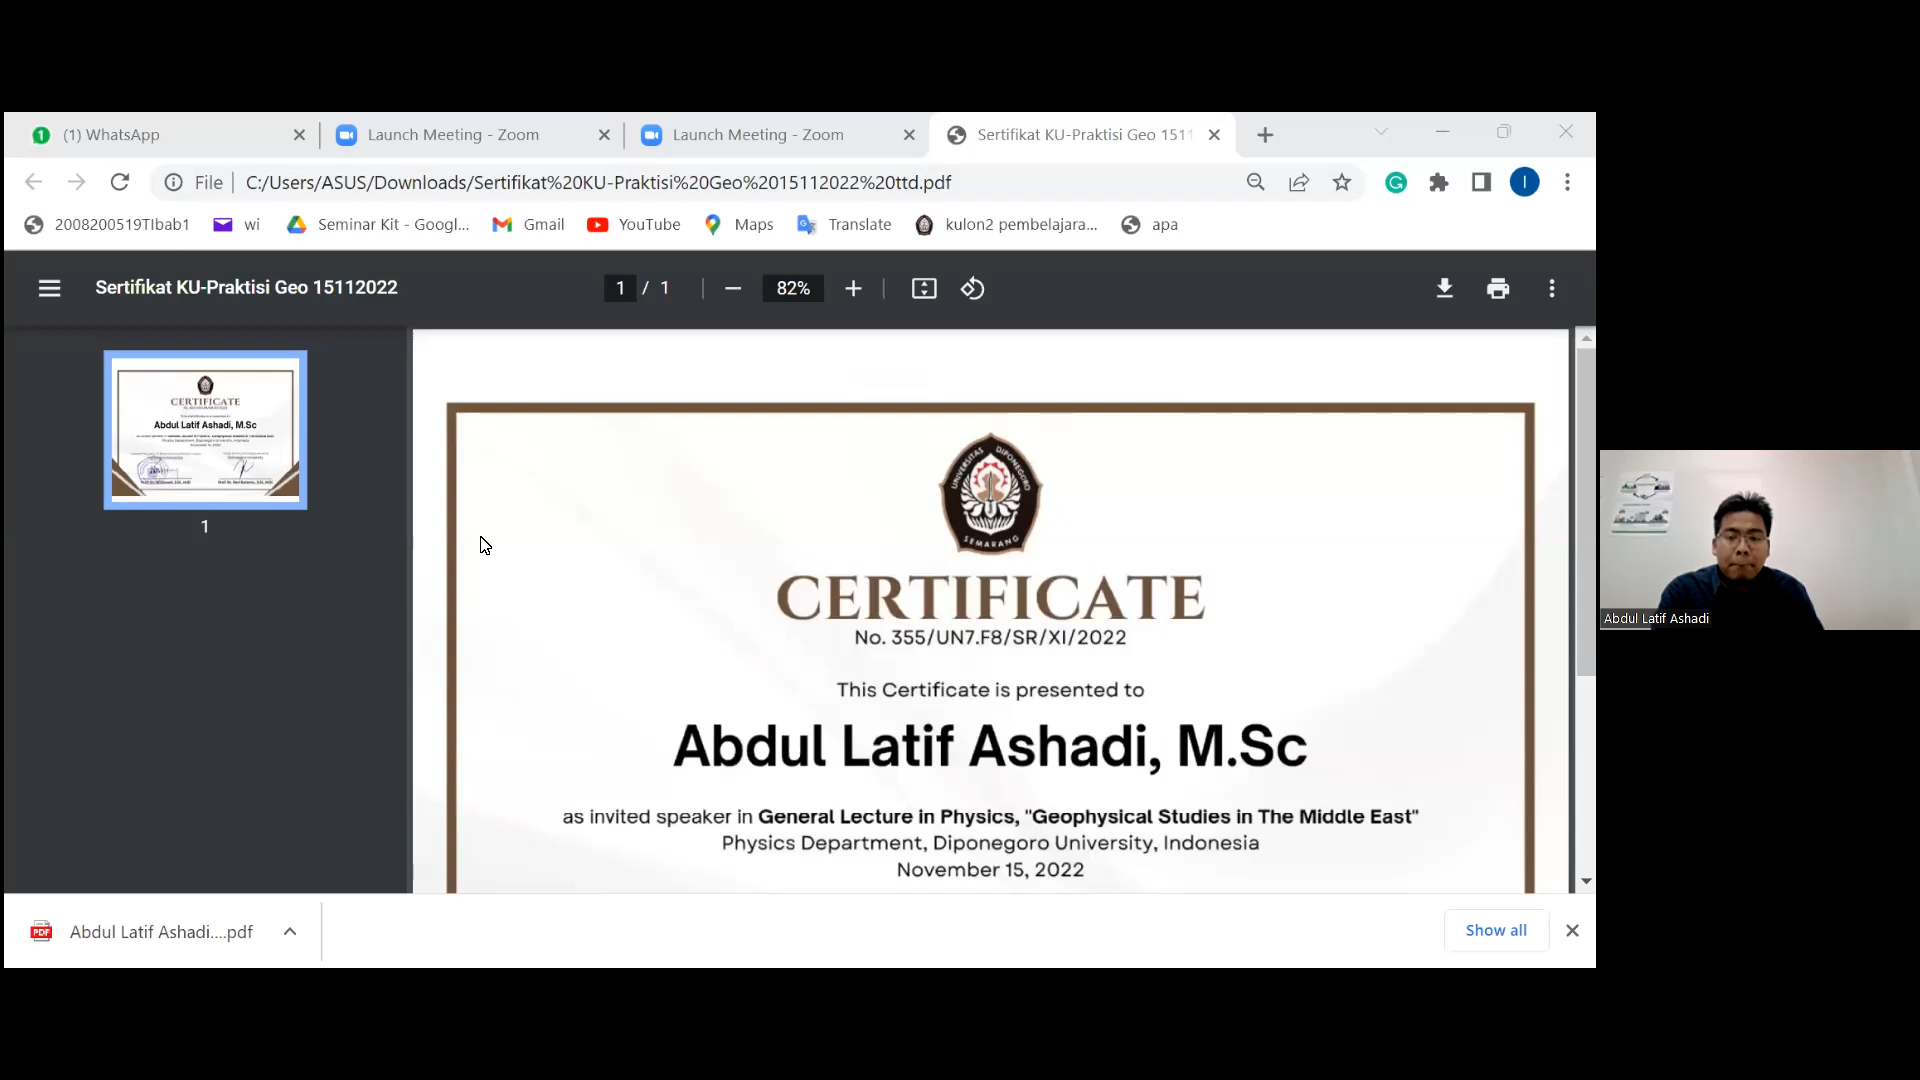 (1) WhatsApp
Launch Meeting - Zoom
Launch Meeting - Zoom
Sertifikat KU-Praktisi Geo 1511
File
C:/Users/ASUS/Downloads/Sertifikat%20KU-Praktisi%20Geo%2015112022%20ttd.pdf
I
2008200519TIbab1
wi
Seminar Kit - Googl...
Gmail
YouTube
Maps
Translate
kulon2 pembelajara...
apa
Sertifikat KU-Praktisi Geo 15112022
1 / 1
82%
CERTIFICATE
Abdul Latif Ashadi, M.Sc
1
UNIVERSITAS DIPONEGORO
SEMARANG
CERTIFICATE
No. 355/UN7.F8/SR/XI/2022
This Certificate is presented to
Abdul Latif Ashadi, M.Sc
as invited speaker in General Lecture in Physics, "Geophysical Studies in The Middle East"
Physics Department, Diponegoro University, Indonesia
November 15, 2022
Abdul Latif Ashadi
PDF
Abdul Latif Ashadi....pdf
Show all